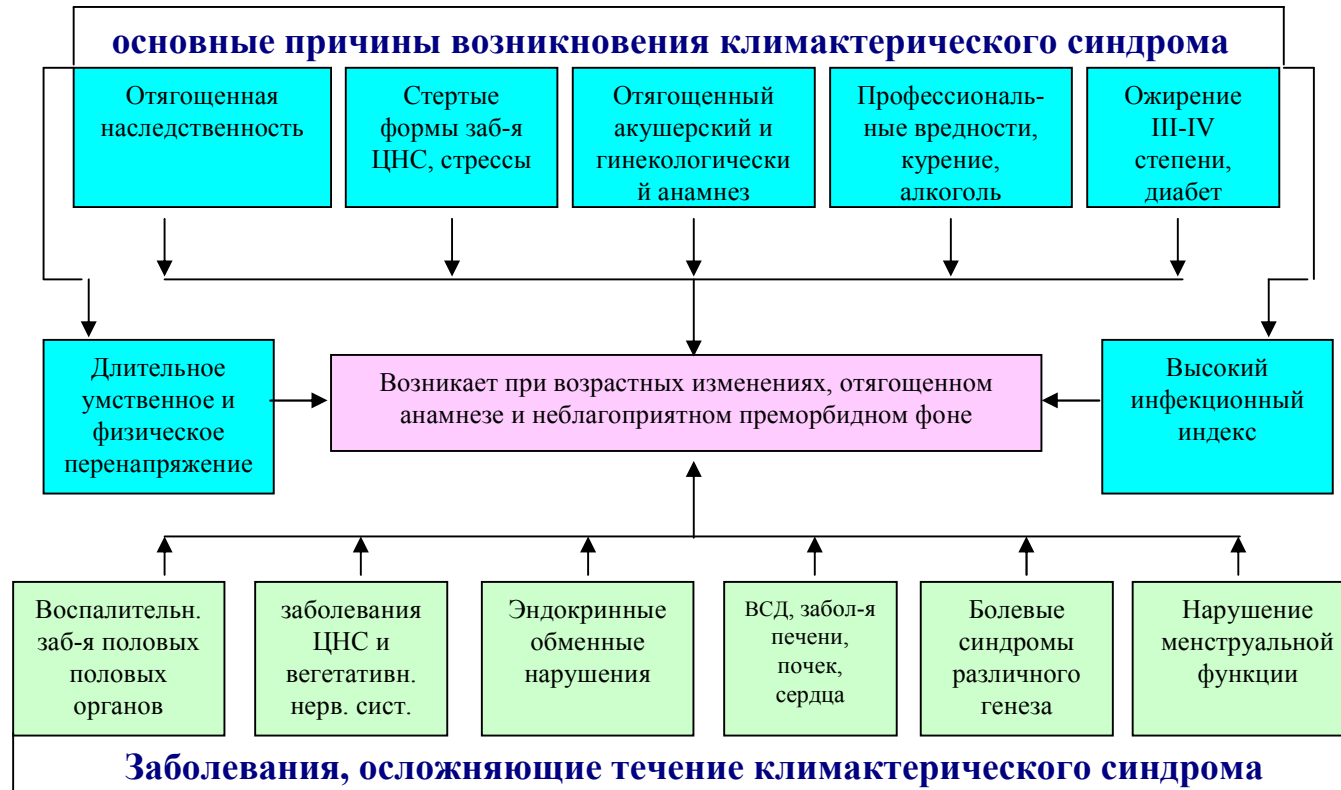 основные причины возникновения климактерического синдрома
Отягощенная
наследственность
Стертые
формы заб-я
ЦНС, стрессы
Отягощенный
акушерский и
гинекологически
й анамнез
Профессиональ-
ные вредности,
курение,
алкоголь
Ожирение
III-IV
степени,
диабет
Длительное
умственное и
физическое
перенапряжение
Возникает при возрастных изменениях, отягощенном
анамнезе и неблагоприятном преморбидном фоне
Высокий
инфекционный
индекс
Воспалительн.
заб-я половых
половых
органов
заболевания
ЦНС и
вегетативн.
нерв. сист.
Эндокринные
обменные
нарушения
ВСД, забол-я
печени,
почек,
сердца
Болевые
синдромы
различного
генеза
Нарушение
менструальной
функции
Заболевания, осложняющие течение климактерического синдрома